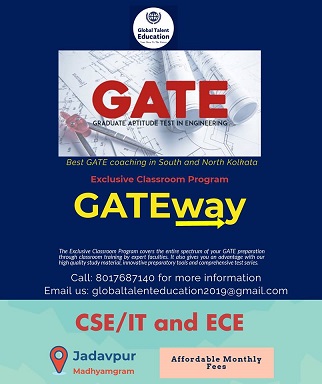 Global Talent
Education
GATE
GRADUATE APTITUDE TEST IN ENGINEERING
Best GATE coaching in South and North Kolkata
Exclusive Classroom Program
GATEway
The Exclusive Classroom Program covers the entire spectrum of your GATE preparation
through classroom training by expert faculties. It also gives you an advantage with our
high quality study material, innovative preparatory tools and comprehensive test series.
Call: 8017687140 for more information
Email us: globaltalenteducation2019@gmail.com
CSE/IT and ECE
Jadavpur
Madhyamgram
Affordable Monthly
Fees